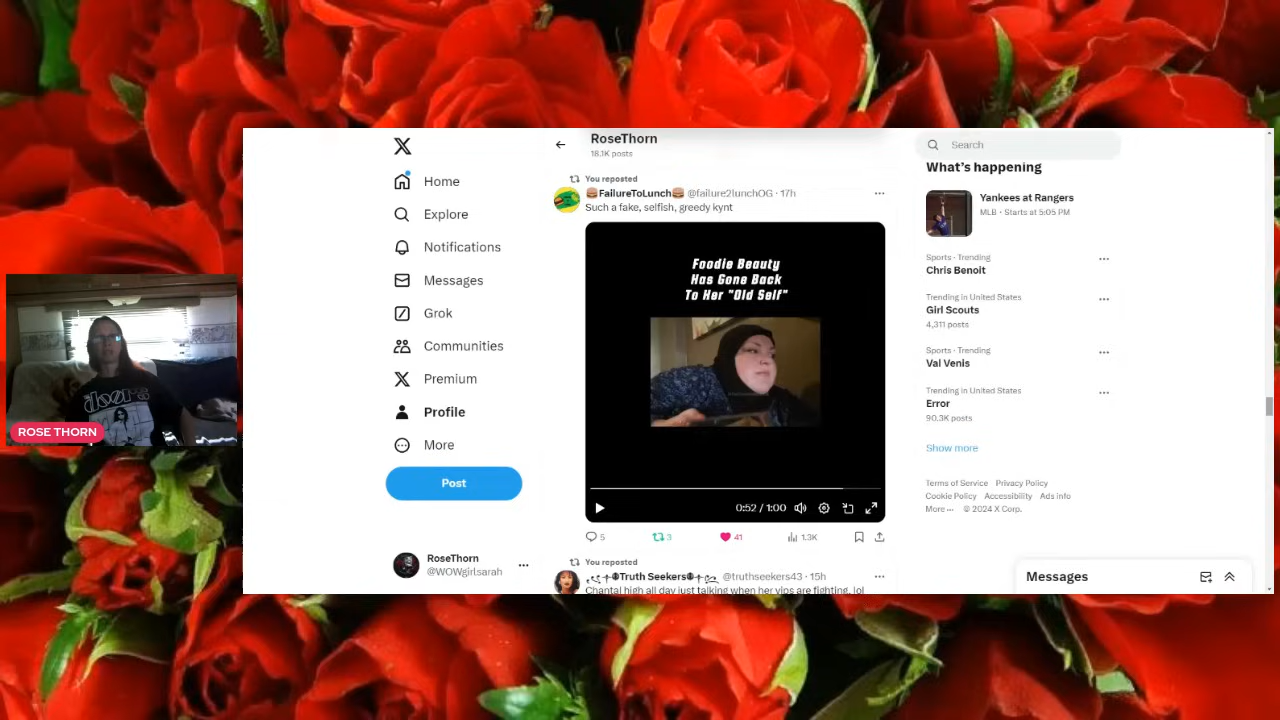 RoseThorn
18.1K posts
Search
Home
Explore
Notifications
Messages
Grok
Communities
Premium
Profile
More
Post
RoseThorn
@WOWgirlsarah
You reposted
🍔FailureToLunch🍔 @failure2lunchOG · 17h
Such a fake, selfish, greedy kynt
Foodie Beauty
Has Gone Back
To Her "Old Self"
0:52 / 1:00
5
3
41
1.3K
You reposted
Truth Seekers @truthseekers43 · 15h
Chantal high all day just talking when her vips are fighting. lol
What's happening
Yankees at Rangers
MLB · Starts at 5:05 PM
Sports · Trending
Chris Benoit
Trending in United States
Girl Scouts
4,311 posts
Sports · Trending
Val Venis
Trending in United States
Error
90.3K posts
Show more
Terms of Service Privacy Policy
Cookie Policy Accessibility Ads info
More ··· © 2024 X Corp.
Messages
the doors
ROSE THORN